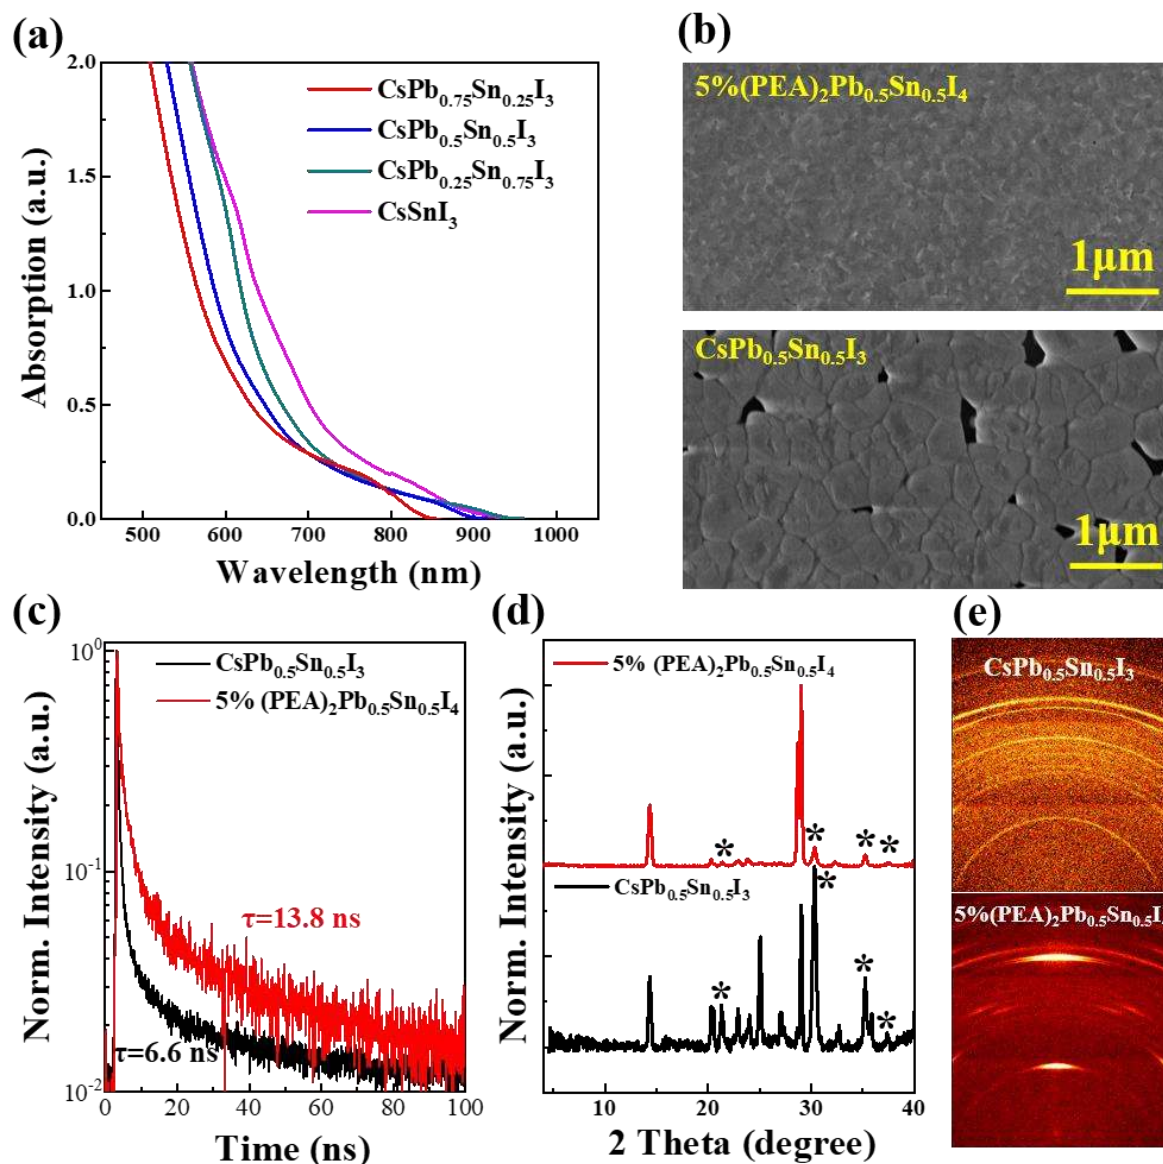 (a)
2.0
1.5
1.0
0.5
0.0
Absorption (a.u.)
CsPb₀.₇₅Sn₀.₂₅I₃
CsPb₀.₅Sn₀.₅I₃
CsPb₀.₂₅Sn₀.₇₅I₃
CsSnI₃
500 600 700 800 900 1000
Wavelength (nm)
(b)
5%(PEA)₂Pb₀.₅Sn₀.₅I₄
1μm
CsPb₀.₅Sn₀.₅I₃
1μm
(c)
10⁰
10⁻¹
10⁻²
Norm. Intensity (a.u.)
CsPb₀.₅Sn₀.₅I₃
5% (PEA)₂Pb₀.₅Sn₀.₅I₄
τ=13.8 ns
τ=6.6 ns
0 20 40 60 80 100
Time (ns)
(d)
Norm. Intensity (a.u.)
5% (PEA)₂Pb₀.₅Sn₀.₅I₄
* * * *
CsPb₀.₅Sn₀.₅I₃
* * * *
10 20 30 40
2 Theta (degree)
(e)
CsPb₀.₅Sn₀.₅I₃
5%(PEA)₂Pb₀.₅Sn₀.₅I